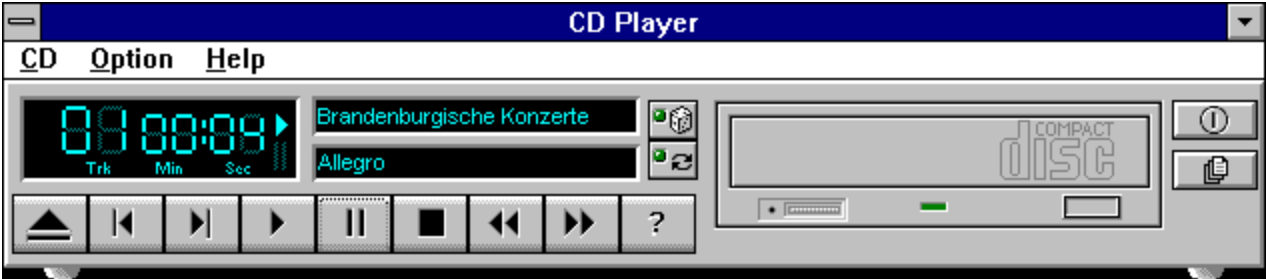 CD Player
CD Option Help
01 00:04
Trk Min Sec
Brandenburgische Konzerte
Allegro
COMPACT
disc
?